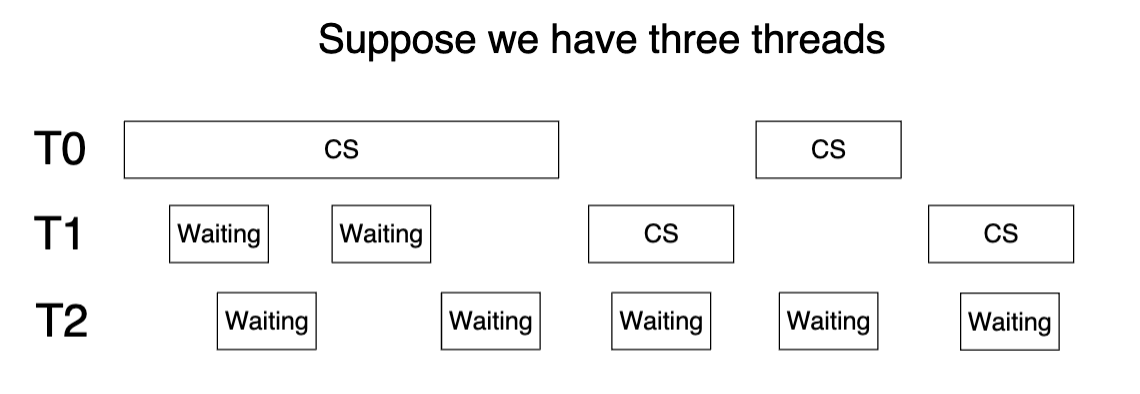 Suppose we have three threads
T0 CS CS
T1 Waiting Waiting CS CS
T2 Waiting Waiting Waiting Waiting Waiting